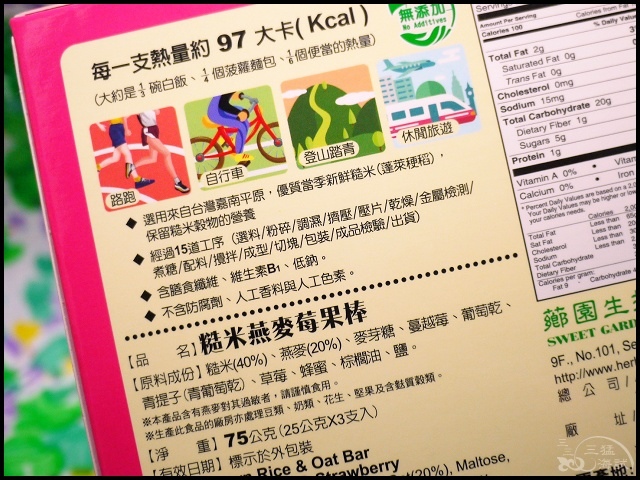 無添加
No Additives
每一支熱量約 97 大卡(Kcal)
(大約是 1/3 碗白飯、1/4 個菠蘿麵包、1/6 個便當的熱量)
路跑
自行車
登山踏青
休閒旅遊
◆ 選用來自台灣嘉南平原,優質當季新鮮糙米(蓬萊粳稻),
保留糙米穀物的營養
◆ 經過15道工序(選料/粉碎/調濕/擠壓/壓片/乾燥/金屬檢測/
煮糖/配料/攪拌/成型/切塊/包裝/成品檢驗/出貨)
◆ 含膳食纖維、維生素B1、低鈉。
◆ 不含防腐劑、人工香料與人工色素。
【品 名】糙米燕麥莓果棒
【原料成份】糙米(40%)、燕麥(20%)、麥芽糖、蔓越莓、葡萄乾、
青提子(青葡萄乾)、草莓、蜂蜜、棕櫚油、鹽。
※本產品含有燕麥對其過敏者,請謹慎食用。
※生產此食品的廠房亦處理豆類、奶類、花生、堅果及含麩質穀類。
【淨 重】75公克(25公克X3支入)
【有效日期】標示於外包裝
Rice & Oat Bar
Strawberry
(20%), Maltose,
Amount Per Serving
Calories 100
Calories from Fat
% Daily
Total Fat 2g
Saturated Fat 0g
Trans Fat 0g
Cholesterol 0mg
Sodium 15mg
Total Carbohydrate 20g
Dietary Fiber 1g
Sugars 5g
Protein 1g
Vitamin A 0% •
Calcium 0% • Iron
* Percent Daily Values are based on a 2,
Your Daily Values may be higher or low
your calories needs.
Calories: 2,00
Total Fat Less than
Sat Fat Less than
Cholesterol Less than
Sodium Less than
Total Carbohydrate
Dietary Fiber
Calories per gram:
Fat 9 • Carbohydrate
薌園生
SWEET GARD
9F., No.101, Se
http://www.her
總公司/
廠 址